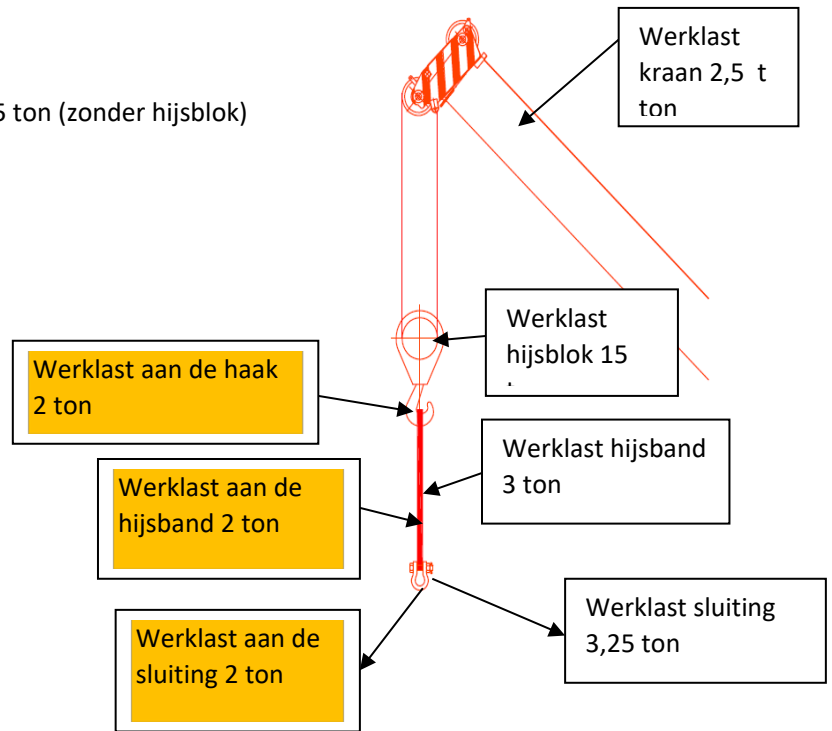 Werklast
kraan 2,5 t
ton
5 ton (zonder hijsblok)
Werklast
hijsblok 15
Werklast aan de haak
2 ton
Werklast hijsband
3 ton
Werklast aan de
hijsband 2 ton
Werklast sluiting
3,25 ton
Werklast aan de
sluiting 2 ton